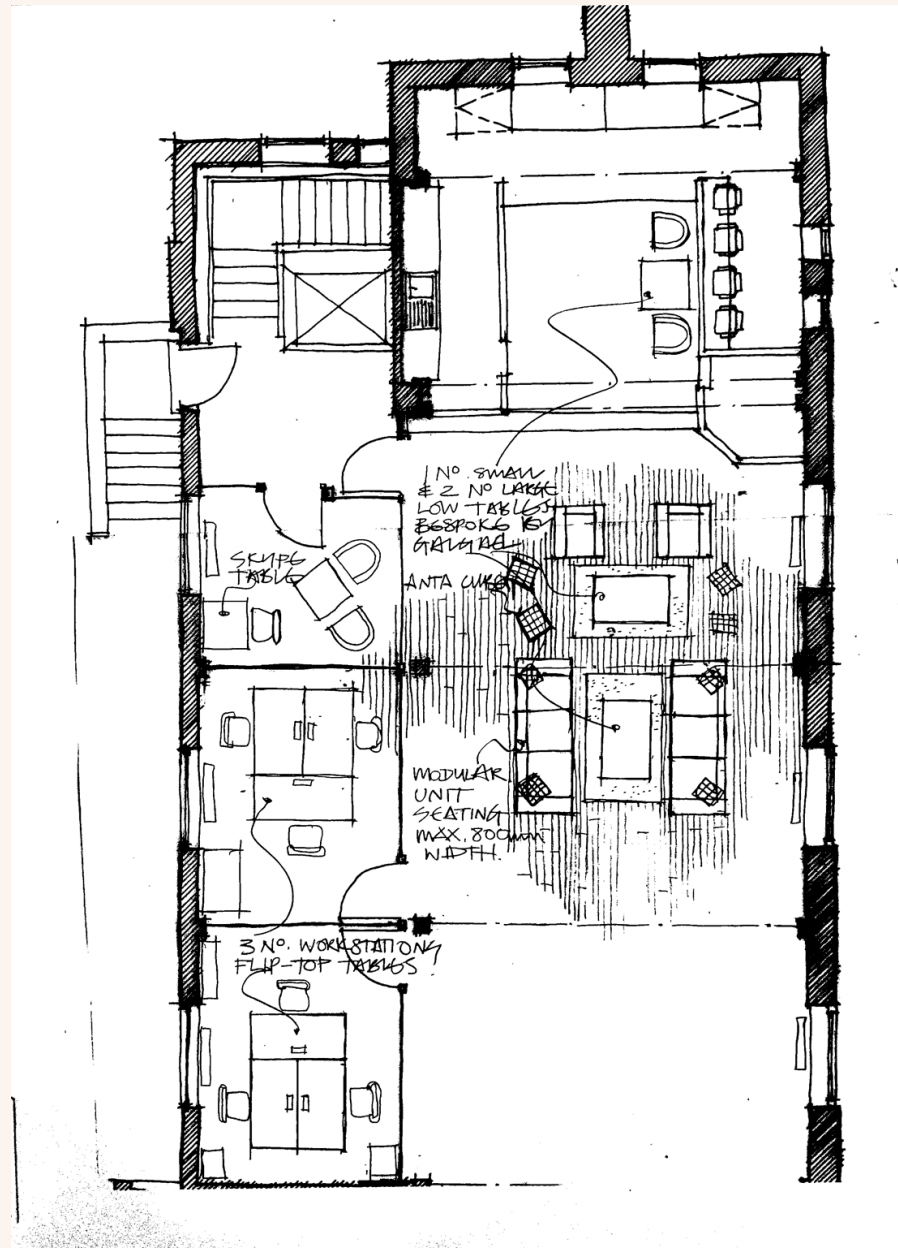 1 NO. SMALL
& 2 NO LARGE
LOW TABLES
BESPOKE BY
SKYPE
TABLE
ANTA
MODULAR
UNIT
SEATING
MAX. 800mm
WIDTH.
3 NO. WORKSTATIONS
FLIP-TOP TABLES